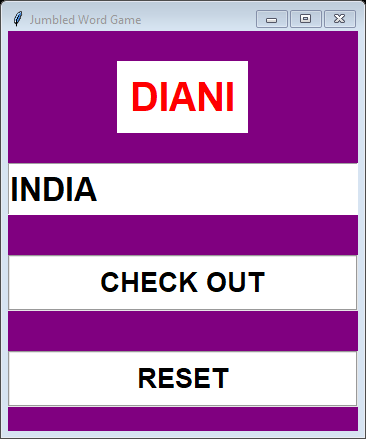 Jumbled Word Game
DIANI
INDIA
CHECK OUT
RESET